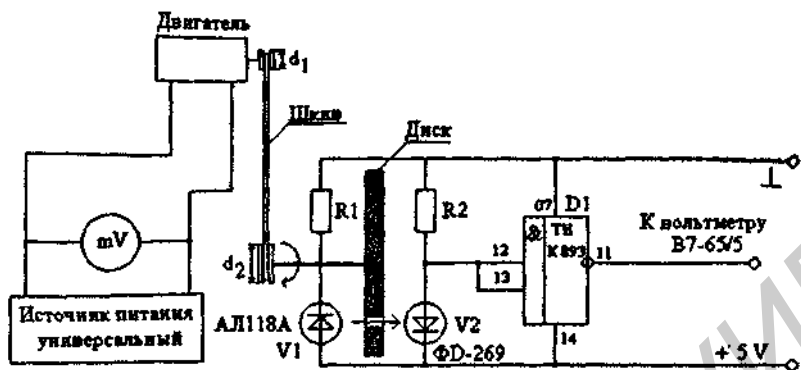 Двигатель
d1
Шкив
Диск
R1
R2
07
D1
&
ТН
К893
12
13
11
14
К вольтметру
В7-65/5
mV
d2
Источник питания
универсальный
АЛ118А
V1
V2
ФD-269
+ 5 V